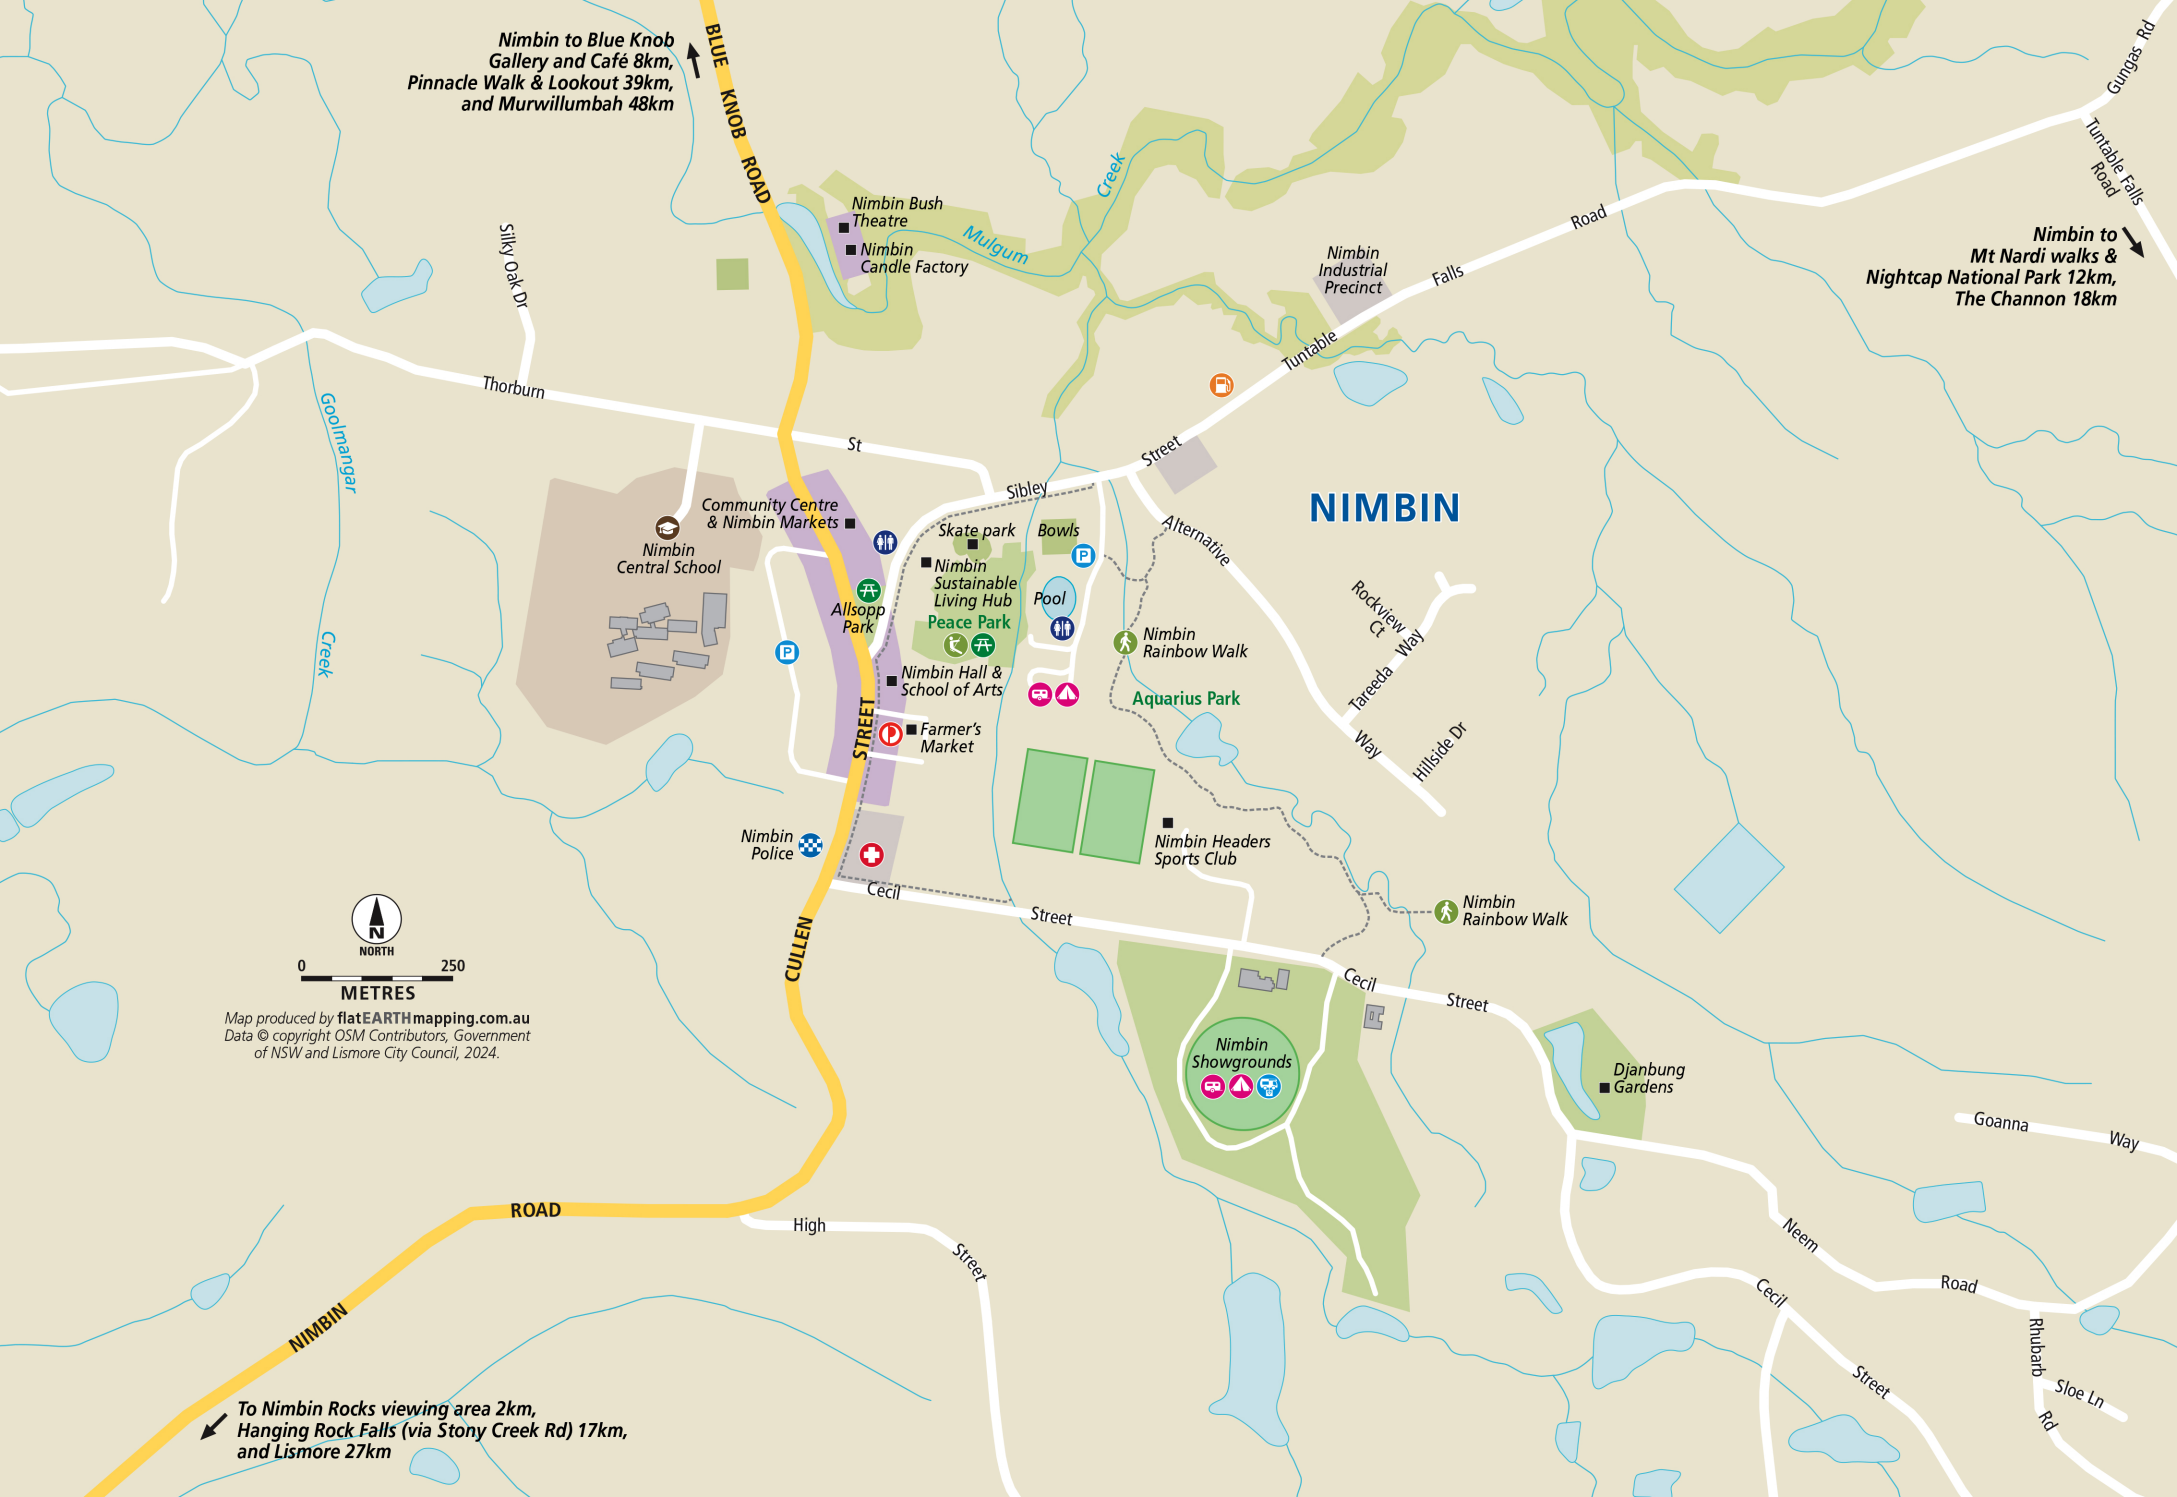 Nimbin to Blue Knob
Gallery and Café 8km,
Pinnacle Walk & Lookout 39km,
and Murwillumbah 48km
BLUE KNOB ROAD
Gungas Rd
Tuntable Falls
Road
Nimbin to
Mt Nardi walks &
Nightcap National Park 12km,
The Channon 18km
Nimbin Bush
Theatre
Nimbin
Candle Factory
Mulgum Creek
Nimbin
Industrial
Precinct
Tuntable Falls Road
Silky Oak Dr
Thorburn St
Goolmangar Creek
Sibley Street
NIMBIN
Community Centre
& Nimbin Markets
Skate park
Bowls
P
Nimbin
Central School
Nimbin
Sustainable
Living Hub
Pool
Allsopp
Park
Peace Park
P
Nimbin
Rainbow Walk
Alternative Way
Rockview
Ct
Tareeda Way
Hillside Dr
Nimbin Hall &
School of Arts
Aquarius Park
Farmer's
Market
CULLEN STREET
Nimbin
Police
Nimbin Headers
Sports Club
Cecil Street
Nimbin
Rainbow Walk
N
NORTH
0 250
METRES
Map produced by flatEARTHmapping.com.au
Data © copyright OSM Contributors, Government
of NSW and Lismore City Council, 2024.
Cecil Street
Nimbin
Showgrounds
Djanbung
Gardens
Goanna Way
NIMBIN ROAD
High Street
Neem Road
Cecil Street
Rhubarb Rd
Sloe Ln
To Nimbin Rocks viewing area 2km,
Hanging Rock Falls (via Stony Creek Rd) 17km,
and Lismore 27km